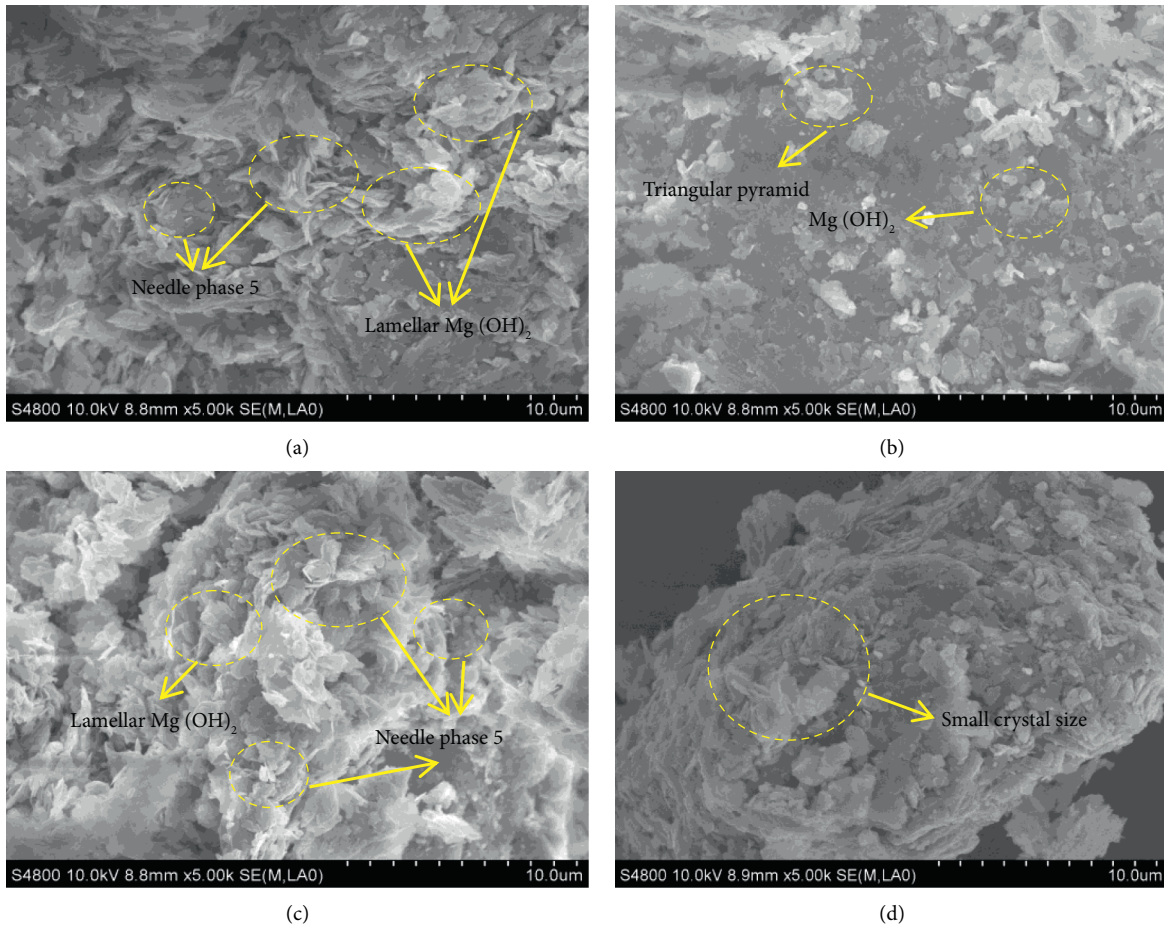 Needle phase 5
Lamellar Mg (OH)2
S4800 10.0kV 8.8mm x5.00k SE(M,LA0)
10.0um
(a)
Triangular pyramid
Mg (OH)2
S4800 10.0kV 8.8mm x5.00k SE(M,LA0)
10.0um
(b)
Lamellar Mg (OH)2
Needle phase 5
S4800 10.0kV 8.8mm x5.00k SE(M,LA0)
10.0um
(c)
Small crystal size
S4800 10.0kV 8.9mm x5.00k SE(M,LA0)
10.0um
(d)